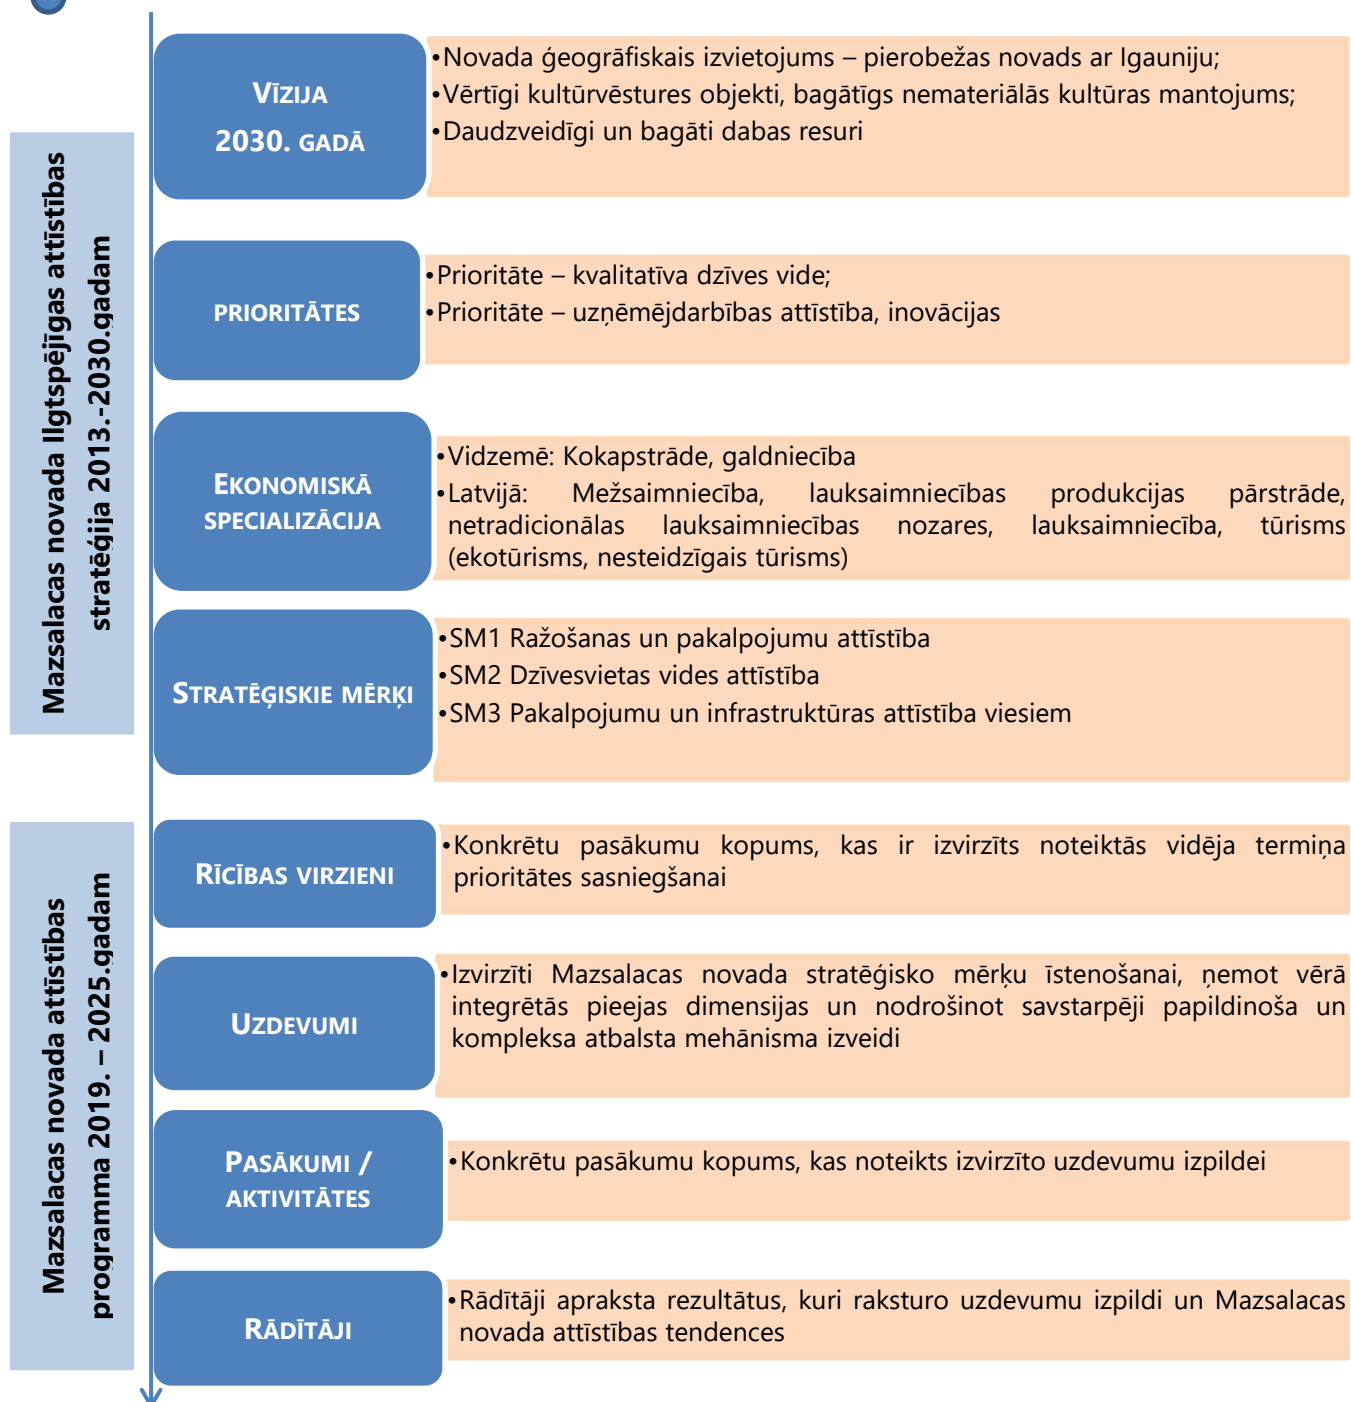 Mazsalacas novada Ilgtspējīgas attīstības
stratēģija 2013.-2030.gadam
VĪZIJA
2030. GADĀ
•Novada ģeogrāfiskais izvietojums – pierobežas novads ar Igauniju;
•Vērtīgi kultūrvēstures objekti, bagātīgs nemateriālās kultūras mantojums;
•Daudzveidīgi un bagāti dabas resuri
PRIORITĀTES
•Prioritāte – kvalitatīva dzīves vide;
•Prioritāte – uzņēmējdarbības attīstība, inovācijas
EKONOMISKĀ
SPECIALIZĀCIJA
•Vidzemē: Kokapstrāde, galdniecība
•Latvijā: Mežsaimniecība, lauksaimniecības produkcijas pārstrāde,
netradicionālas lauksaimniecības nozares, lauksaimniecība, tūrisms
(ekotūrisms, nesteidzīgais tūrisms)
STRATĒĢISKIE MĒRĶI
•SM1 Ražošanas un pakalpojumu attīstība
•SM2 Dzīvesvietas vides attīstība
•SM3 Pakalpojumu un infrastruktūras attīstība viesiem
Mazsalacas novada attīstības
programma 2019. – 2025.gadam
RĪCĪBAS VIRZIENI
•Konkrētu pasākumu kopums, kas ir izvirzīts noteiktās vidēja termiņa
prioritātes sasniegšanai
UZDEVUMI
•Izvirzīti Mazsalacas novada stratēģisko mērķu īstenošanai, ņemot vērā
integrētās pieejas dimensijas un nodrošinot savstarpēji papildinoša un
kompleksa atbalsta mehānisma izveidi
PASĀKUMI /
AKTIVITĀTES
•Konkrētu pasākumu kopums, kas noteikts izvirzīto uzdevumu izpildei
RĀDĪTĀJI
•Rādītāji apraksta rezultātus, kuri raksturo uzdevumu izpildi un Mazsalacas
novada attīstības tendences